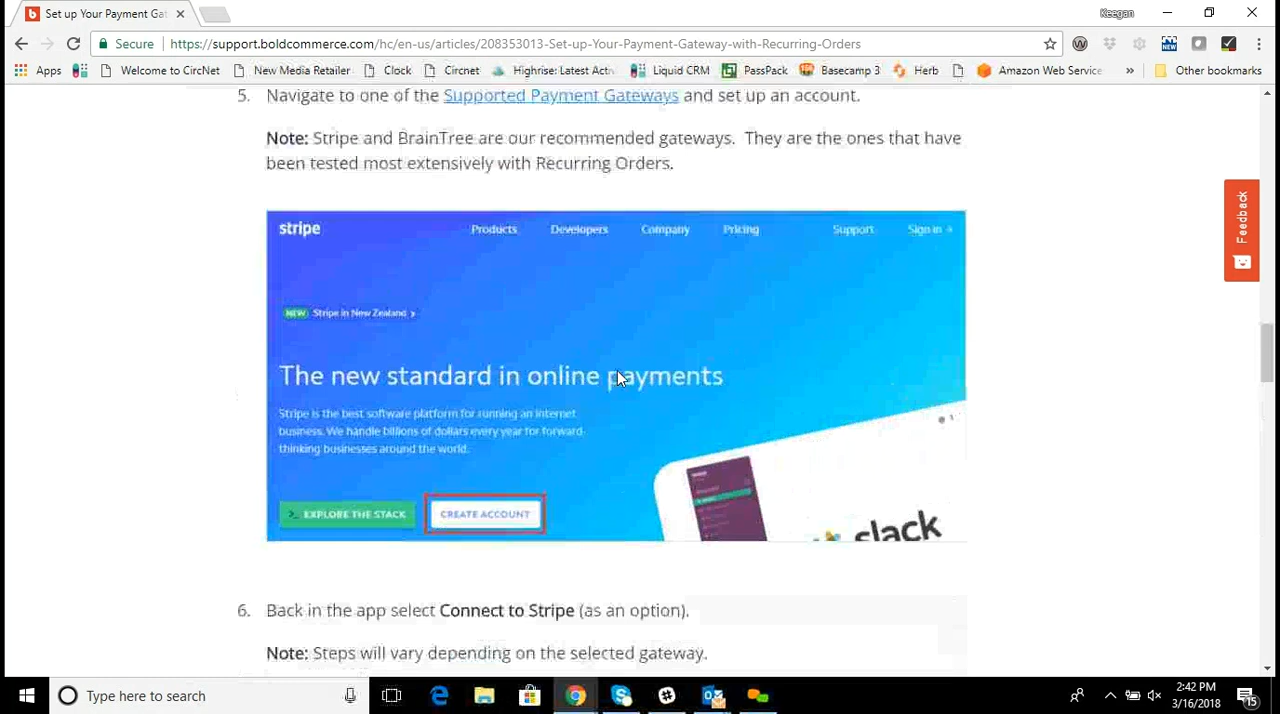 Set up Your Payment Gat
Keegan
Secure
https://support.boldcommerce.com/hc/en-us/articles/208353013-Set-up-Your-Payment-Gateway-with-Recurring-Orders
Apps Welcome to CircNet New Media Retailer Clock Circnet Highrise: Latest Activ Liquid CRM PassPack Basecamp 3 Herb Amazon Web Service » Other bookmarks
5. Navigate to one of the Supported Payment Gateways and set up an account.
Note: Stripe and BrainTree are our recommended gateways. They are the ones that have
been tested most extensively with Recurring Orders.
stripe Products Developers Company Pricing Support Sign in
NEW Stripe in New Zealand
The new standard in online payments
Stripe is the best software platform for running an internet
business. We handle billions of dollars every year for forward-
thinking businesses around the world.
EXPLORE THE STACK CREATE ACCOUNT
slack
6. Back in the app select Connect to Stripe (as an option).
Note: Steps will vary depending on the selected gateway.
Feedback
Type here to search
2:42 PM
3/16/2018
15